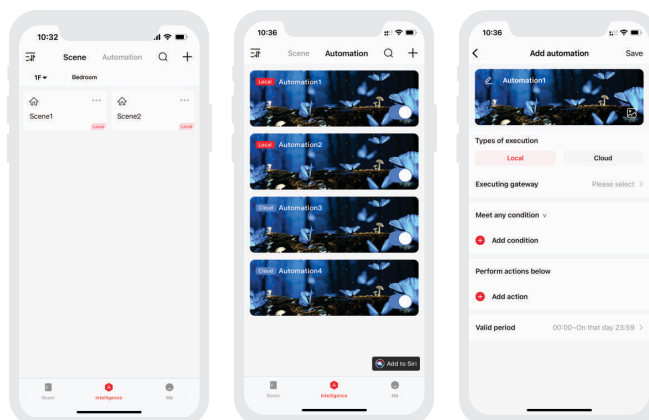 10:32
Scene Automation
1F Bedroom
Scene1 Scene2
Local Local
Room Intelligence Me
10:36
Scene Automation
Local Automation1
Local Automation2
Cloud Automation3
Cloud Automation4
Add to Siri
Room Intelligence Me
10:36
Add automation Save
Automation1
Types of execution
Local Cloud
Executing gateway Please select >
Meet any condition
Add condition
Perform actions below
Add action
Valid period 00:00~On that day 23:59 >